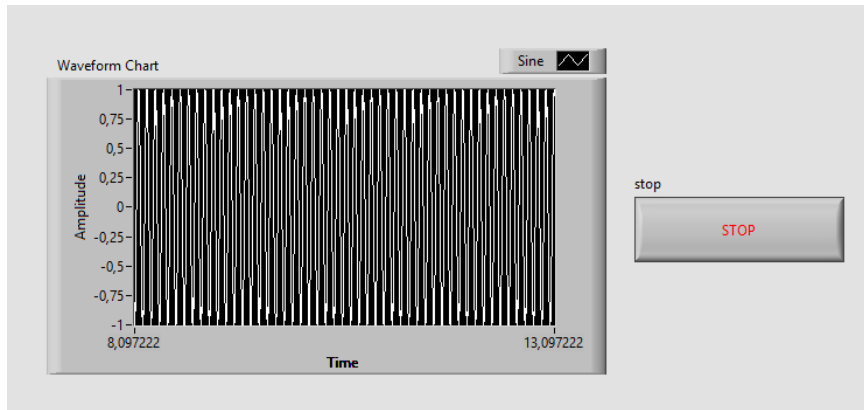 Waveform Chart
Sine
1
0,75
0,5
0,25
0
-0,25
-0,5
-0,75
-1
Amplitude
8,097222
13,097222
Time
stop
STOP